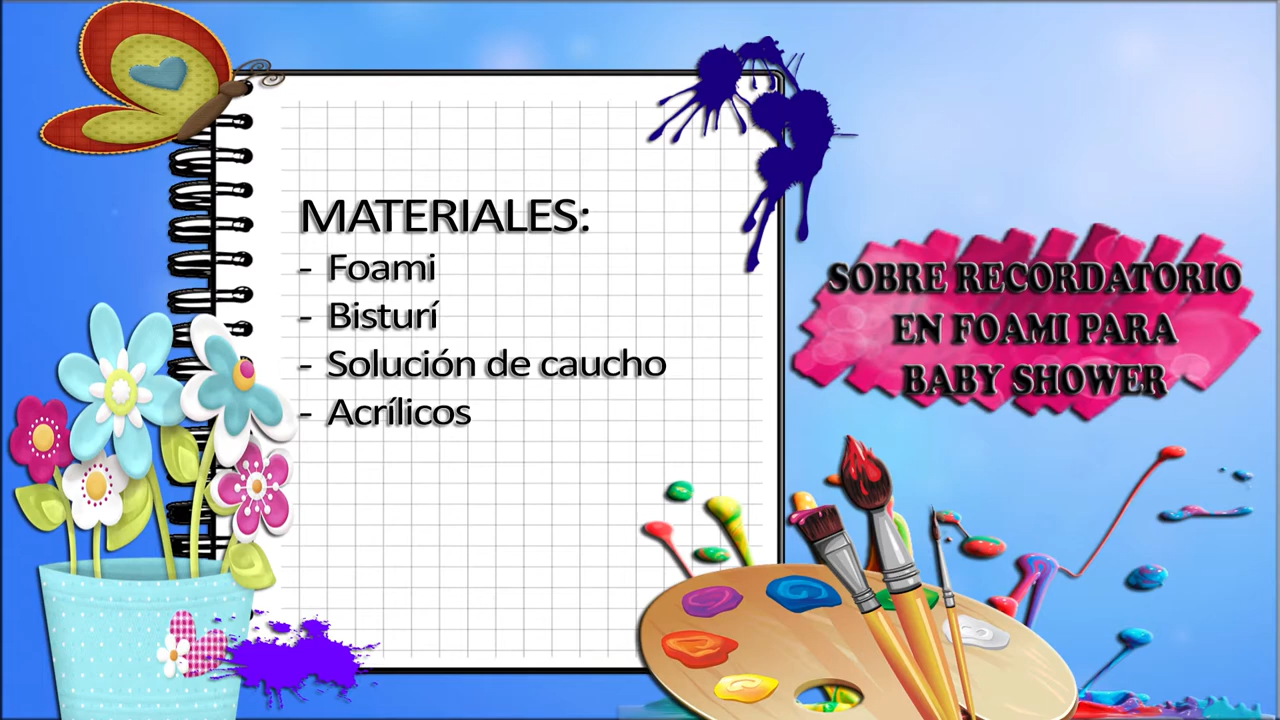 MATERIALES:
- Foami
- Bisturí
- Solución de caucho
- Acrílicos
SOBRE RECORDATORIO
EN FOAMI PARA
BABY SHOWER